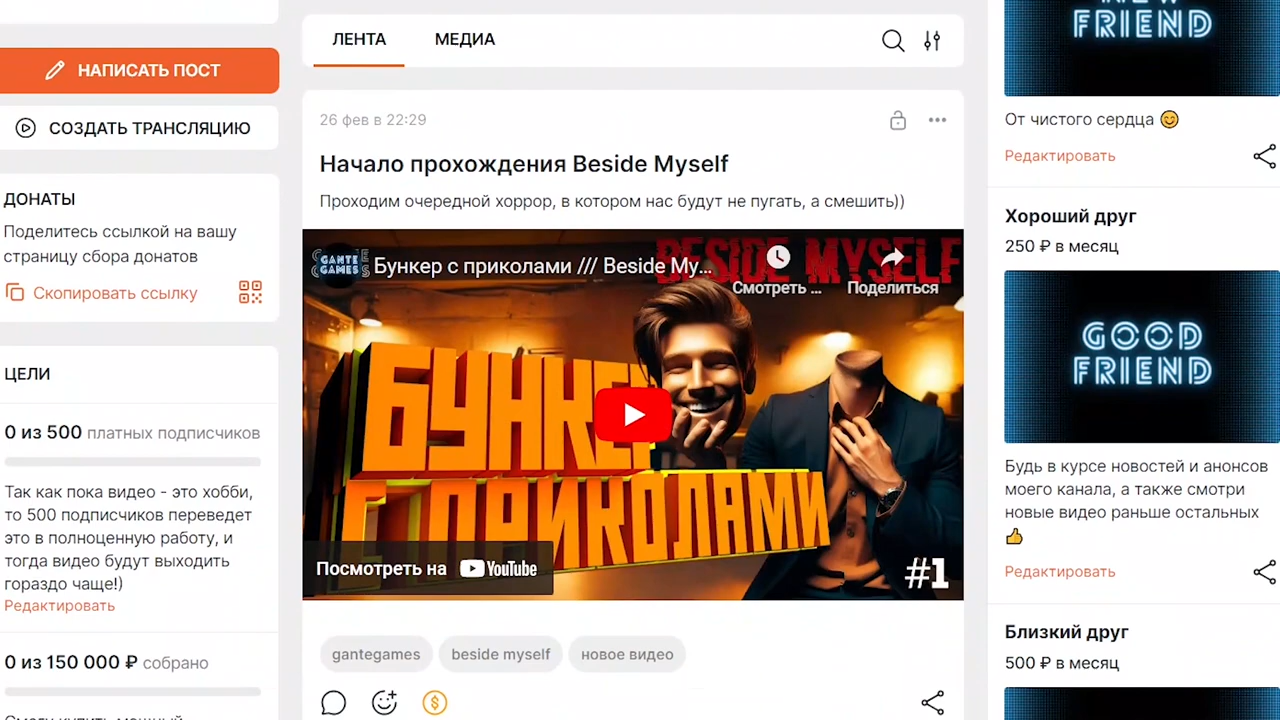 НАПИСАТЬ ПОСТ
СОЗДАТЬ ТРАНСЛЯЦИЮ
ДОНАТЫ
Поделитесь ссылкой на вашу
страницу сбора донатов
Скопировать ссылку
ЦЕЛИ
0 из 500 платных подписчиков
Так как пока видео - это хобби,
то 500 подписчиков переведет
это в полноценную работу, и
тогда видео будут выходить
гораздо чаще!)
Редактировать
0 из 150 000 ₽ собрано
ЛЕНТА
МЕДИА
26 фев в 22:29
Начало прохождения Beside Myself
Проходим очередной хоррор, в котором нас будут не пугать, а смешить))
GANTE
GAMES
Бункер с приколами /// Beside My...
BESIDE MYSELF
Смотреть ...
Поделиться
БУНКЕР
С ПРИКОЛАМИ
Посмотреть на YouTube
#1
gantegames
beside myself
новое видео
NEW
FRIEND
От чистого сердца 😊
Редактировать
Хороший друг
250 ₽ в месяц
GOOD
FRIEND
Будь в курсе новостей и анонсов
моего канала, а также смотри
новые видео раньше остальных
👍
Редактировать
Близкий друг
500 ₽ в месяц